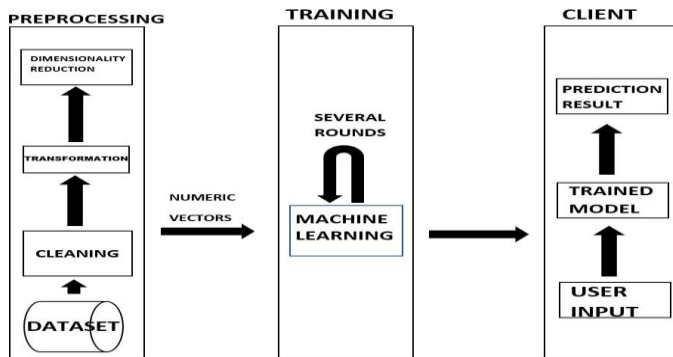 PREPROCESSING
DIMENSIONALITY
REDUCTION
TRANSFORMATION
CLEANING
DATASET
NUMERIC
VECTORS
TRAINING
SEVERAL
ROUNDS
MACHINE
LEARNING
CLIENT
PREDICTION
RESULT
TRAINED
MODEL
USER
INPUT